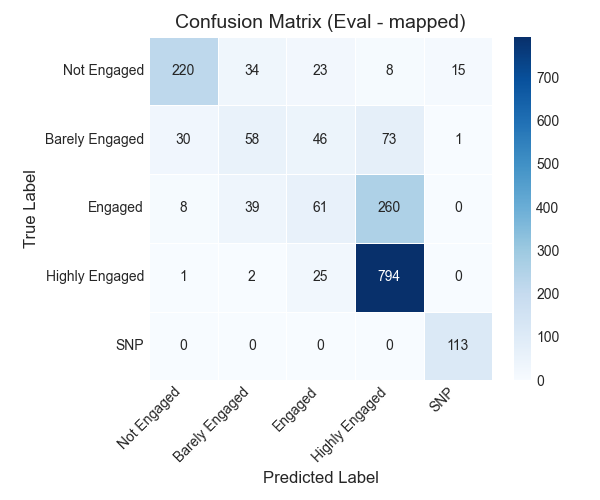 Confusion Matrix (Eval - mapped)
True Label
Not Engaged 220 34 23 8 15
Barely Engaged 30 58 46 73 1
Engaged 8 39 61 260 0
Highly Engaged 1 2 25 794 0
SNP 0 0 0 0 113
Not Engaged Barely Engaged Engaged Highly Engaged SNP
Predicted Label
700
600
500
400
300
200
100
0